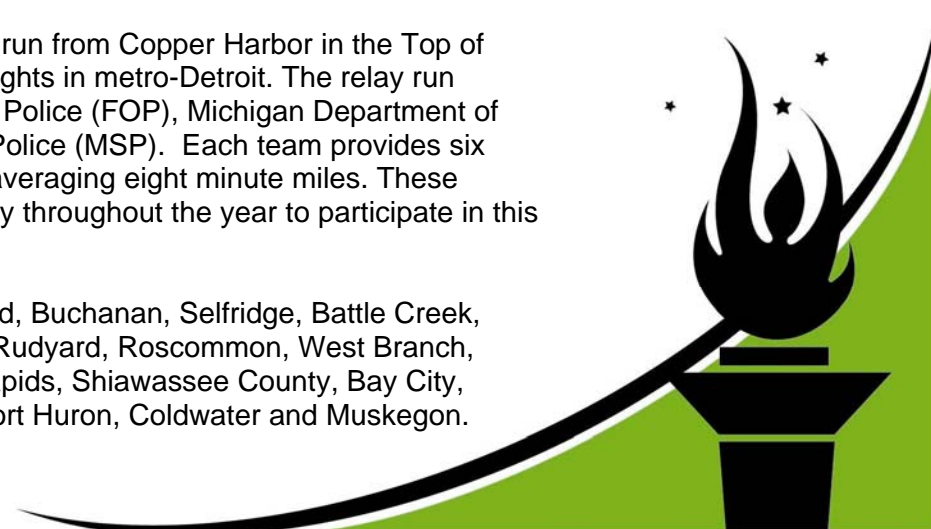 run from Copper Harbor in the Top of
ghts in metro-Detroit. The relay run
Police (FOP), Michigan Department of
Police (MSP).  Each team provides six
averaging eight minute miles. These
y throughout the year to participate in this
d, Buchanan, Selfridge, Battle Creek,
Rudyard, Roscommon, West Branch,
pids, Shiawassee County, Bay City,
ort Huron, Coldwater and Muskegon.